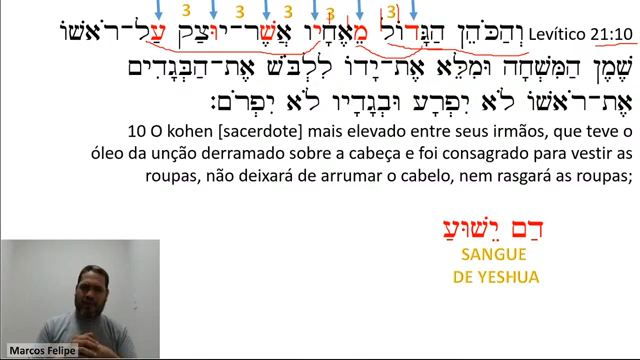 3 3 3 3 3
וְהַכֹּהֵן הַגָּדוֹל מֵאֶחָיו אֲשֶׁר־יוּצַק עַל־רֹאשׁוֹ Levítico 21:10
שֶׁמֶן הַמִּשְׁחָה וּמִלֵּא אֶת־יָדוֹ לִלְבֹּשׁ אֶת־הַבְּגָדִים
אֶת־רֹאשׁוֹ לֹא יִפְרָע וּבְגָדָיו לֹא יִפְרֹם׃
10 O kohen [sacerdote] mais elevado entre seus irmãos, que teve o
óleo da unção derramado sobre a cabeça e foi consagrado para vestir as
roupas, não deixará de arrumar o cabelo, nem rasgará as roupas;
דַם יֵשׁוּעַ
SANGUE
DE YESHUA
Marcos Felipe